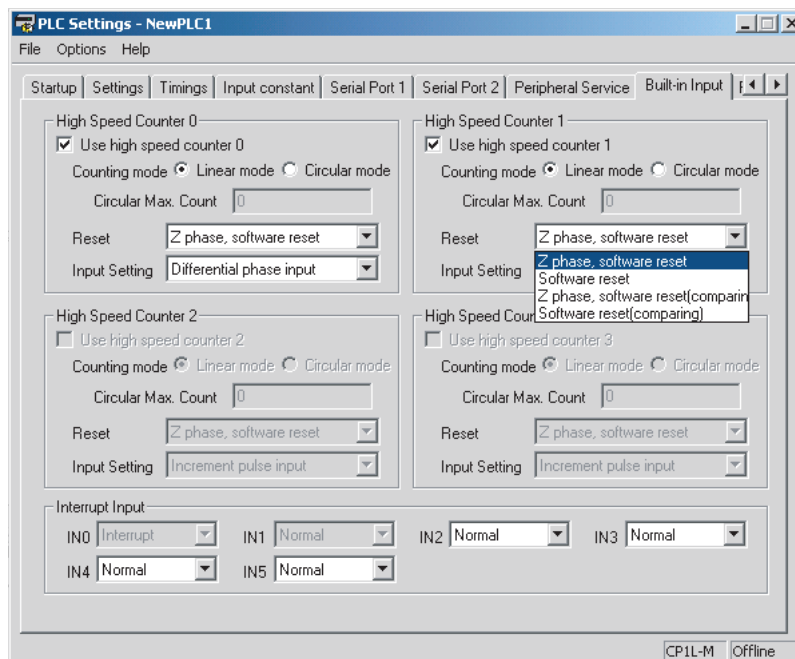 PLC Settings - NewPLC1
File Options Help
Startup Settings Timings Input constant Serial Port 1 Serial Port 2 Peripheral Service Built-in Input
High Speed Counter 0
Use high speed counter 0
Counting mode Linear mode Circular mode
Circular Max. Count 0
Reset Z phase, software reset
Input Setting Differential phase input
High Speed Counter 1
Use high speed counter 1
Counting mode Linear mode Circular mode
Circular Max. Count 0
Reset Z phase, software reset
Input Setting
Z phase, software reset
Software reset
Z phase, software reset(comparin
Software reset(comparing)
High Speed Counter 2
Use high speed counter 2
Counting mode Linear mode Circular mode
Circular Max. Count 0
Reset Z phase, software reset
Input Setting Increment pulse input
High Speed Cou
Use high speed counter 3
Counting mode Linear mode Circular mode
Circular Max. Count 0
Reset Z phase, software reset
Input Setting Increment pulse input
Interrupt Input
IN0 Interrupt IN1 Normal IN2 Normal IN3 Normal
IN4 Normal IN5 Normal
CP1L-M Offline